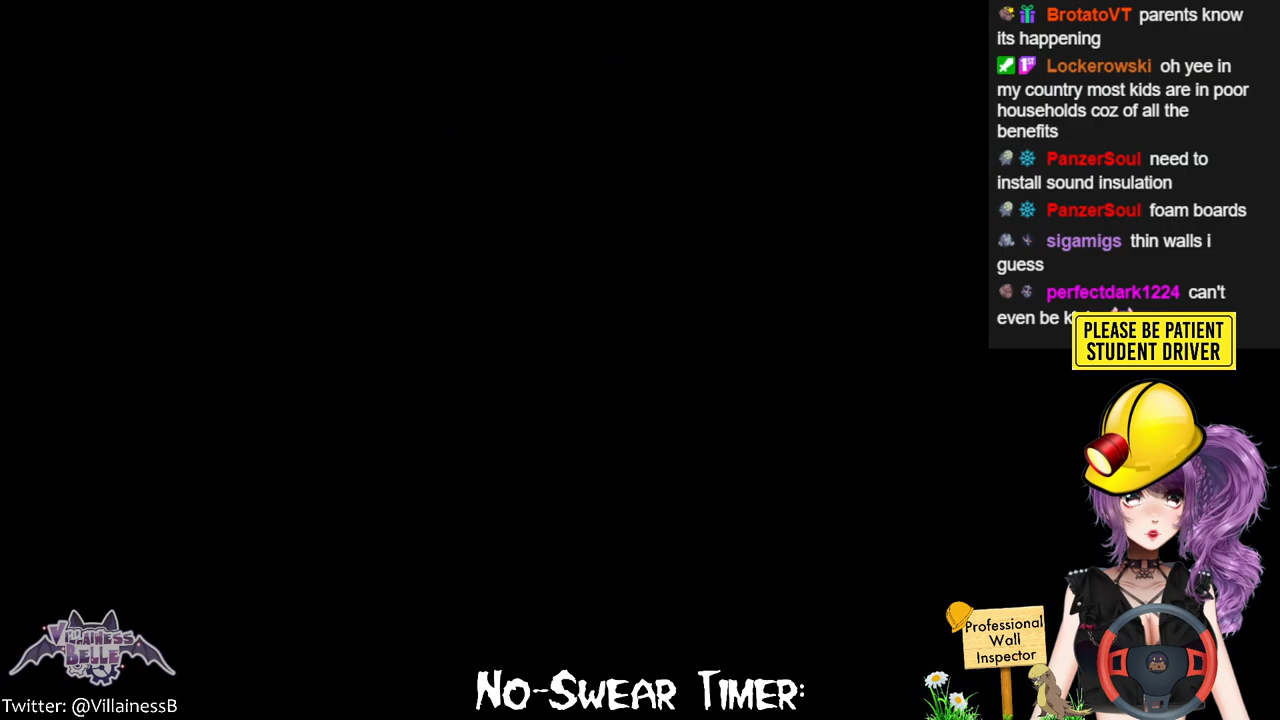 BrotatoVT parents know
its happening
Lockerowski oh yee in
my country most kids are in poor
households coz of all the
benefits
PanzerSoul need to
install sound insulation
PanzerSoul foam boards
sigamigs thin walls i
guess
perfectdark1224 can't
even be
PLEASE BE PATIENT
STUDENT DRIVER
Professional
Wall
Inspector
VILLAINESS
BELLE
No-Swear Timer:
Twitter: @VillainessB